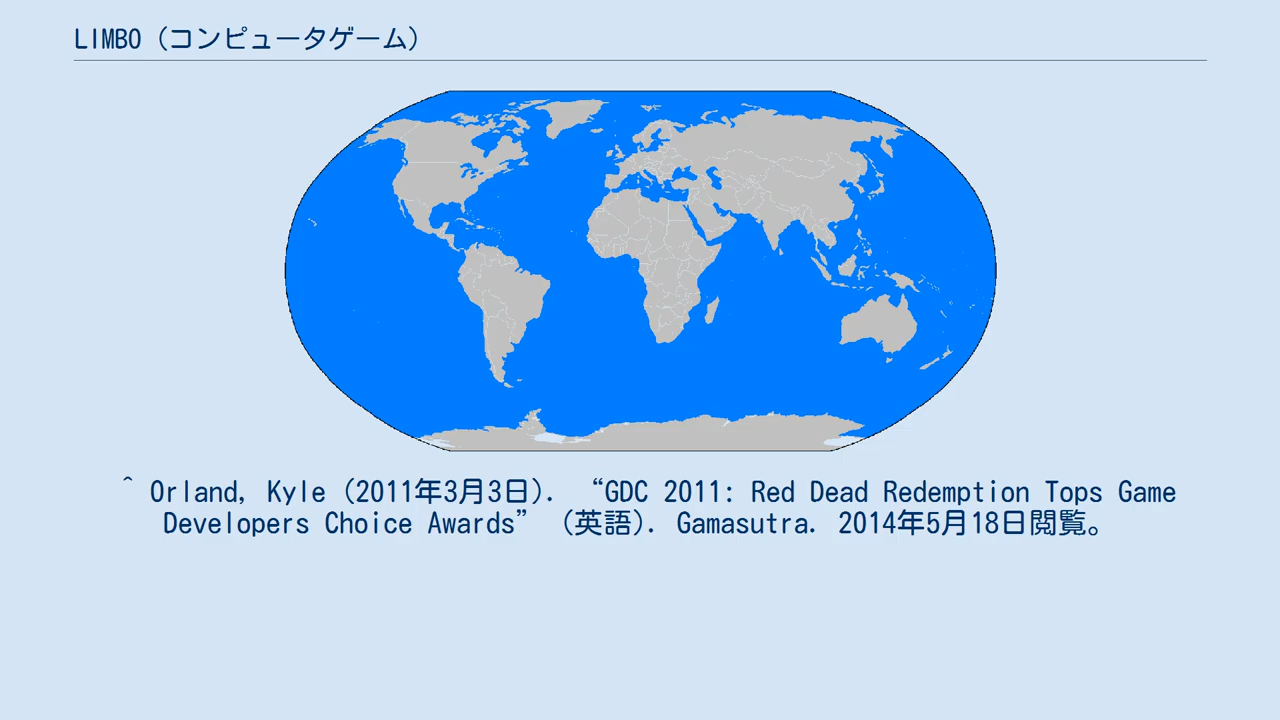 LIMBO (コンピュータゲーム)
^ Orland, Kyle (2011年3月3日). “GDC 2011: Red Dead Redemption Tops Game
Developers Choice Awards” (英語). Gamasutra. 2014年5月18日閲覧。